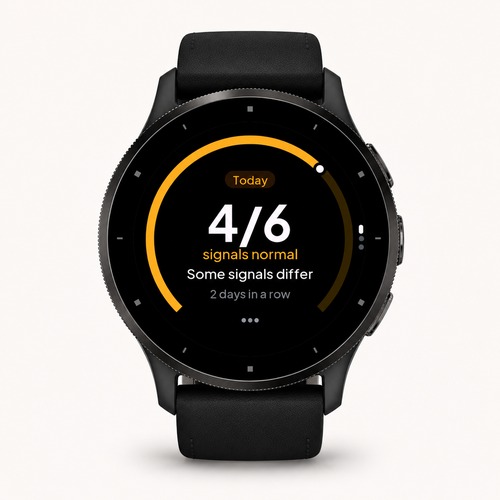 Today
4/6
signals normal
Some signals differ
2 days in a row